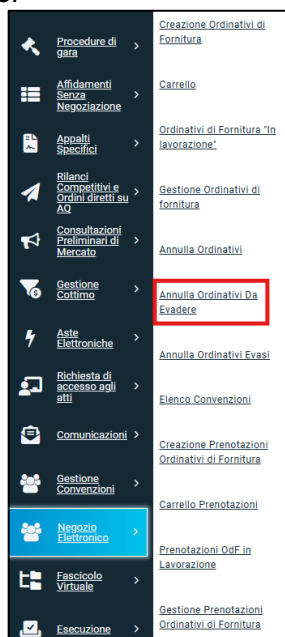 Procedure di
gara
Affidamenti
Senza
Negoziazione
Appalti
Specifici
Rilanci
Competitivi e
Ordini diretti su
AQ
Consultazioni
Preliminari di
Mercato
Gestione
Cottimo
Aste
Elettroniche
Richiesta di
accesso agli
atti
Comunicazioni
Gestione
Convenzioni
Negozio
Elettronico
Fascicolo
Virtuale
Esecuzione
Creazione Ordinativi di
Fornitura
Carrello
Ordinativi di Fornitura "In
lavorazione"
Gestione Ordinativi di
fornitura
Annulla Ordinativi
Annulla Ordinativi Da
Evadere
Annulla Ordinativi Evasi
Elenco Convenzioni
Creazione Prenotazioni
Ordinativi di Fornitura
Carrello Prenotazioni
Prenotazioni OdF in
Lavorazione
Gestione Prenotazioni
Ordinativi di Fornitura